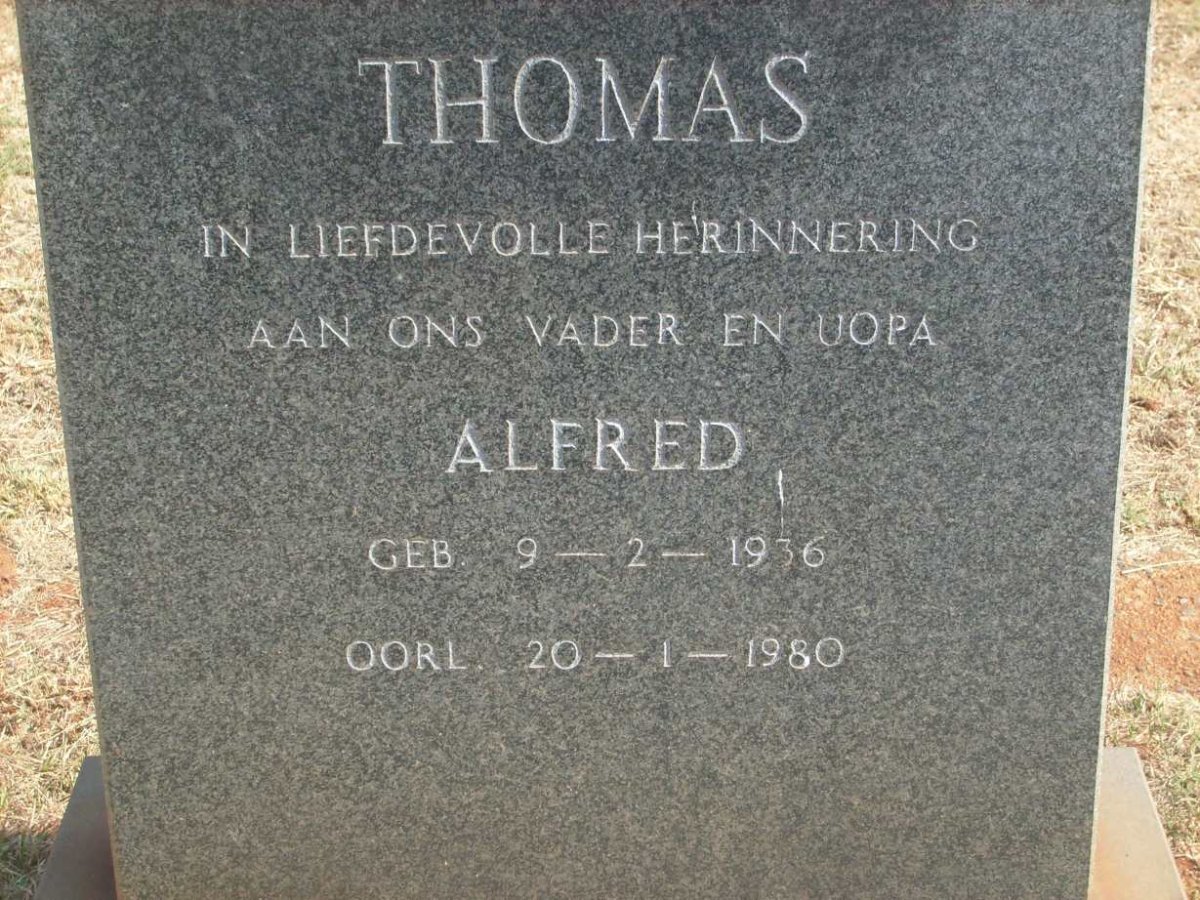 THOMAS
IN LIEFDEVOLLE HERINNERING
AAN ONS VADER EN UOPA
ALFRED
GEB. 9 — 2 — 1936
OORL. 20 — 1 — 1980